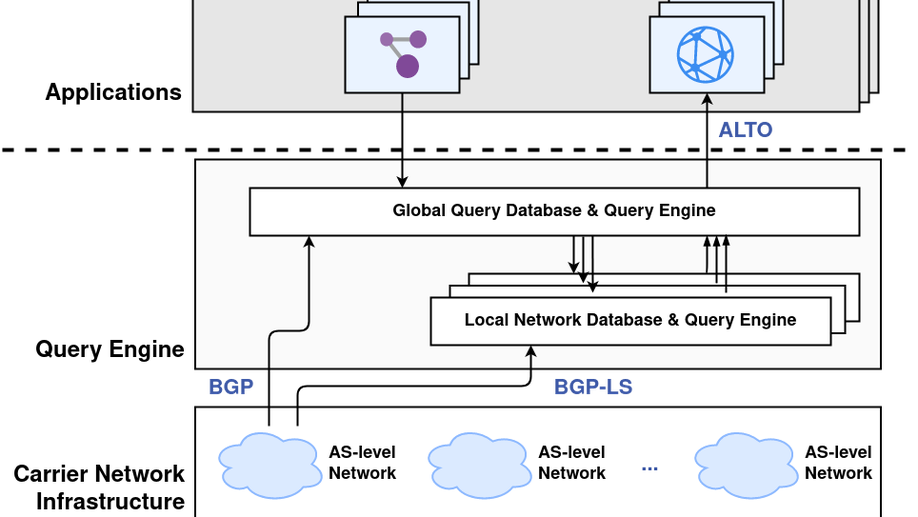 Applications
ALTO
Global Query Database & Query Engine
Local Network Database & Query Engine
Query Engine
BGP
BGP-LS
AS-level
Network
AS-level
Network
...
AS-level
Network
Carrier Network
Infrastructure